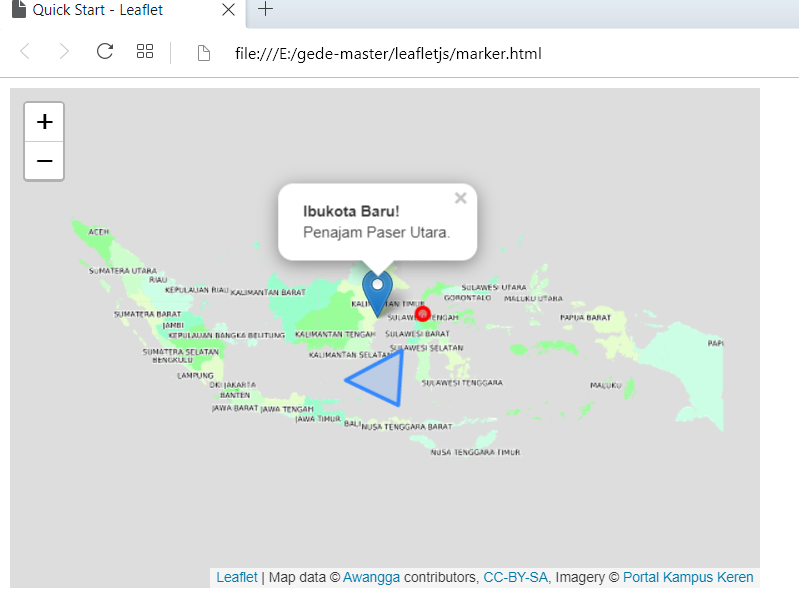 Quick Start - Leaflet
file:///E:/gede-master/leafletjs/marker.html
+
−
Ibukota Baru!
Penajam Paser Utara.
ACEH
SUMATERA UTARA
RIAU
KEPULAUAN RIAU
KALIMANTAN BARAT
SUMATERA BARAT
JAMBI
KEPULAUAN BANGKA BELITUNG
SUMATERA SELATAN
BENGKULU
LAMPUNG
DKI JAKARTA
BANTEN
JAWA BARAT
JAWA TENGAH
JAWA TIMUR
BALI
NUSA TENGGARA BARAT
NUSA TENGGARA TIMUR
KALIMANTAN TENGAH
KALIMANTAN SELATAN
SULAWESI UTARA
GORONTALO
MALUKU UTARA
SULAWESI BARAT
SULAWESI SELATAN
SULAWESI TENGGARA
PAPUA BARAT
MALUKU
PAPU
Leaflet | Map data © Awangga contributors, CC-BY-SA, Imagery © Portal Kampus Keren